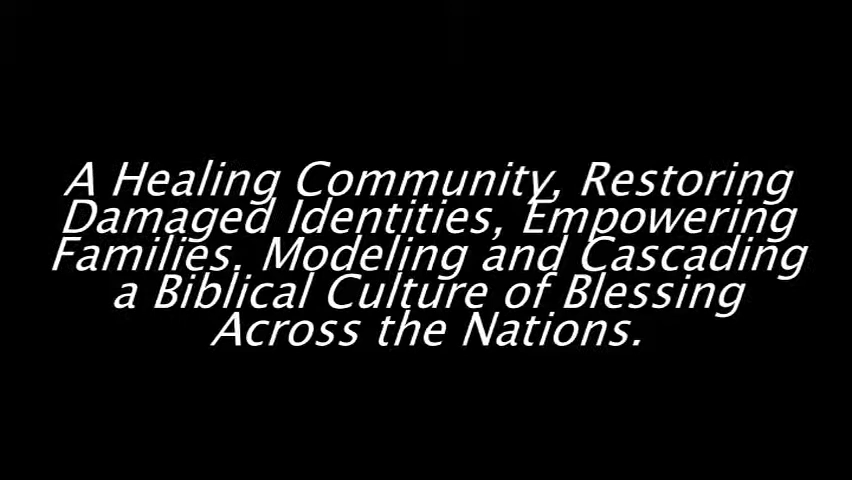 A Healing Community, Restoring
Damaged Identities, Empowering
Families. Modeling and Cascading
a Biblical Culture of Blessing
Across the Nations.